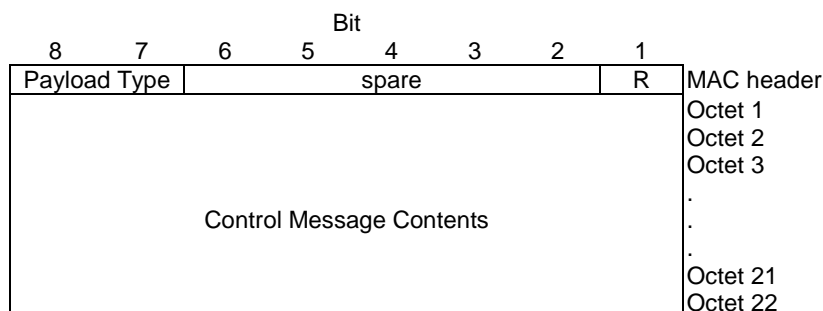 Bit
8 7 6 5 4 3 2 1
Payload Type spare R MAC header
Octet 1
Octet 2
Octet 3
.
Control Message Contents .
.
Octet 21
Octet 22